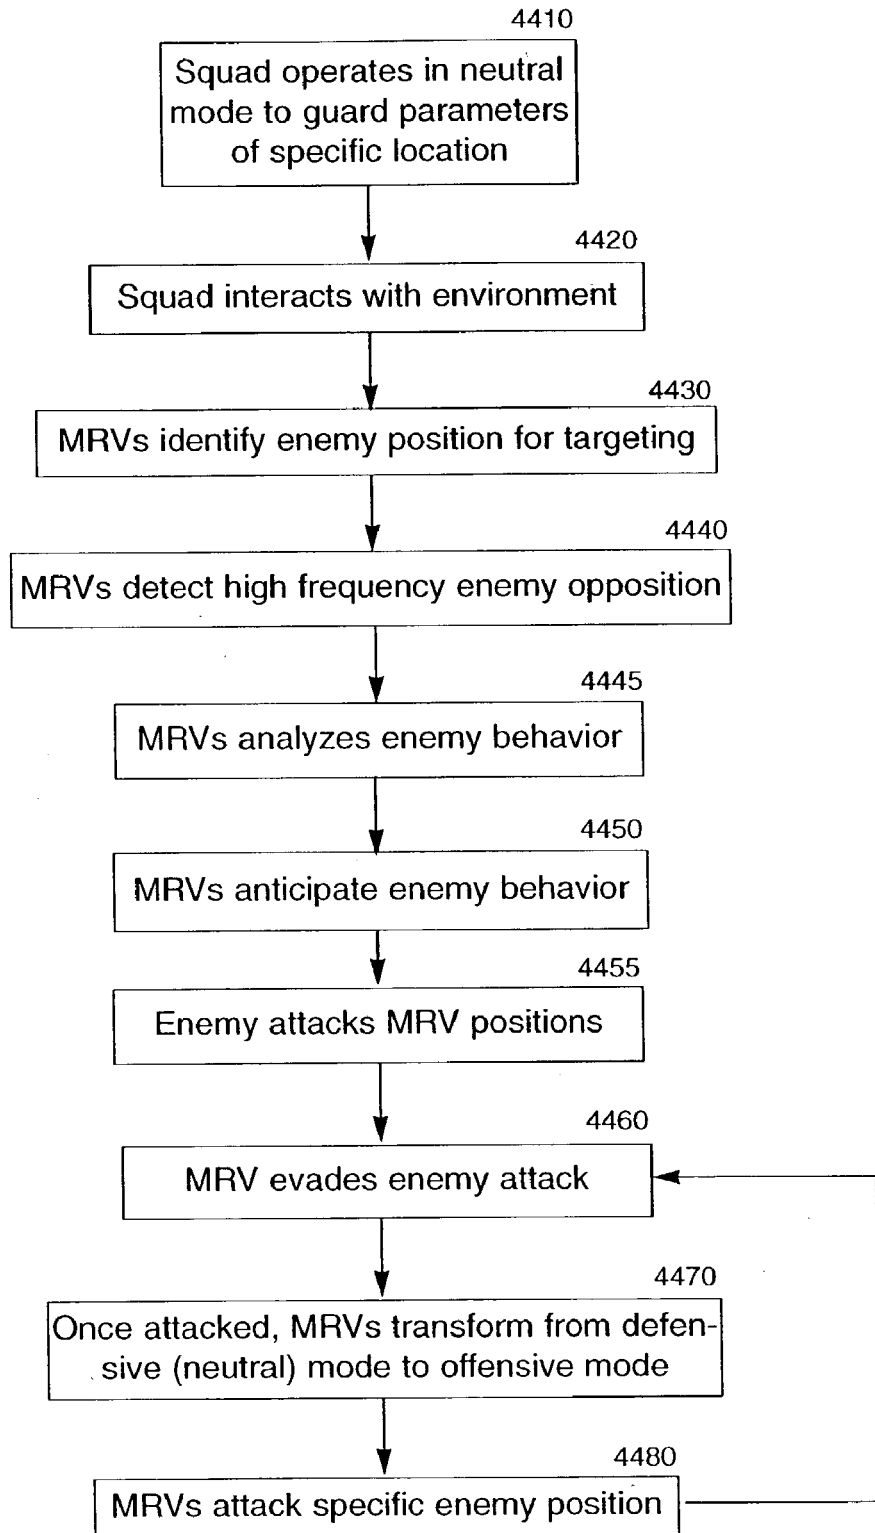 4410
Squad operates in neutral
mode to guard parameters
of specific location
4420
Squad interacts with environment
4430
MRVs identify enemy position for targeting
4440
MRVs detect high frequency enemy opposition
4445
MRVs analyzes enemy behavior
4450
MRVs anticipate enemy behavior
4455
Enemy attacks MRV positions
4460
MRV evades enemy attack
4470
Once attacked, MRVs transform from defen-
sive (neutral) mode to offensive mode
4480
MRVs attack specific enemy position